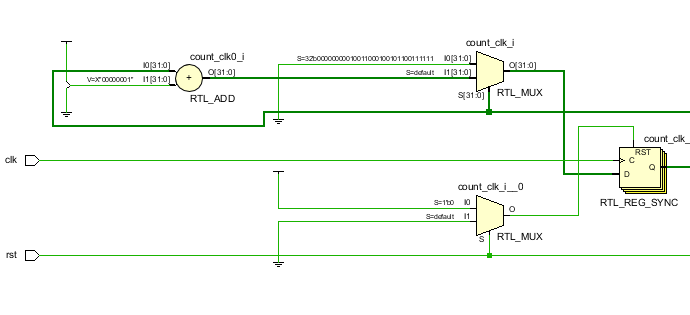 count_clk_i
count_clk0_i
S=32'b00000000010011000100101100111111
I0[31:0]
I0[31:0]
O[31:0]
O[31:0]
V=X"00000001"
I1[31:0]
S=default
I1[31:0]
+
RTL_ADD
S[31:0]
RTL_MUX
count_clk_
RST
clk
C
Q
D
count_clk_i__0
RTL_REG_SYNC
S=1'b0
I0
O
S=default
I1
S
RTL_MUX
rst